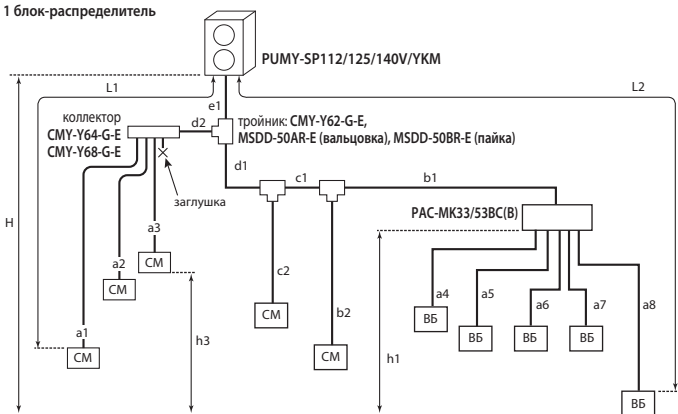 1 блок-распределитель
PUMY-SP112/125/140V/YKM
L1
L2
e1
коллектор
CMY-Y64-G-E
CMY-Y68-G-E
d2
тройник: CMY-Y62-G-E,
MSDD-50AR-E (вальцовка), MSDD-50BR-E (пайка)
d1
c1
b1
заглушка
PAC-MK33/53BC(B)
H
a3
a2
CM
CM
c2
a4
a5
a6
a7
a8
CM
b2
ВБ
ВБ
ВБ
ВБ
a1
h3
h1
CM
CM
ВБ